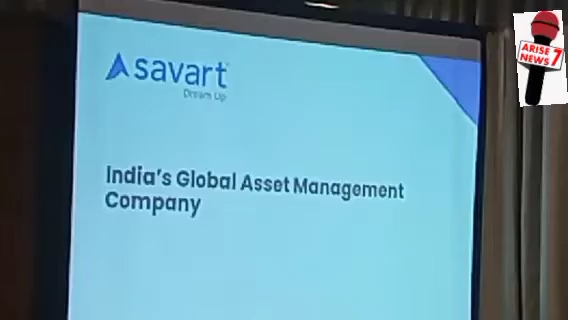 savart
Dream Up
India's Global Asset Management
Company
ARISE
NEWS 7